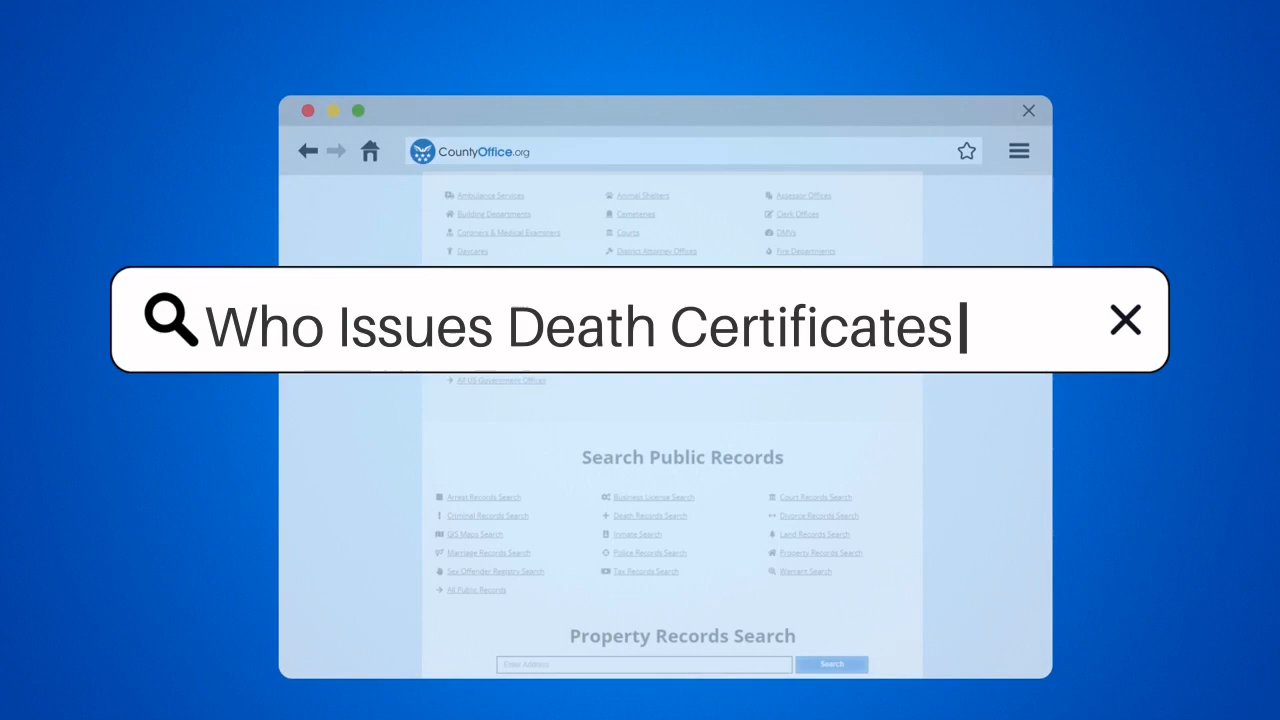 CountyOffice.org
Ambulance Services Animal Shelters Assessor Offices
Building Departments Cemeteries Clerk Offices
Coroners & Medical Examiners Courts DMVs
Daycares District Attorney Offices Fire Departments
Who Issues Death Certificates
All US Government Offices
Search Public Records
Arrest Records Search Business License Search Court Records Search
Criminal Records Search Death Records Search Divorce Records Search
GIS Maps Search Inmate Search Land Records Search
Marriage Records Search Police Records Search Property Records Search
Sex Offender Registry Search Tax Records Search Warrant Search
All Public Records
Property Records Search
Enter Address Search